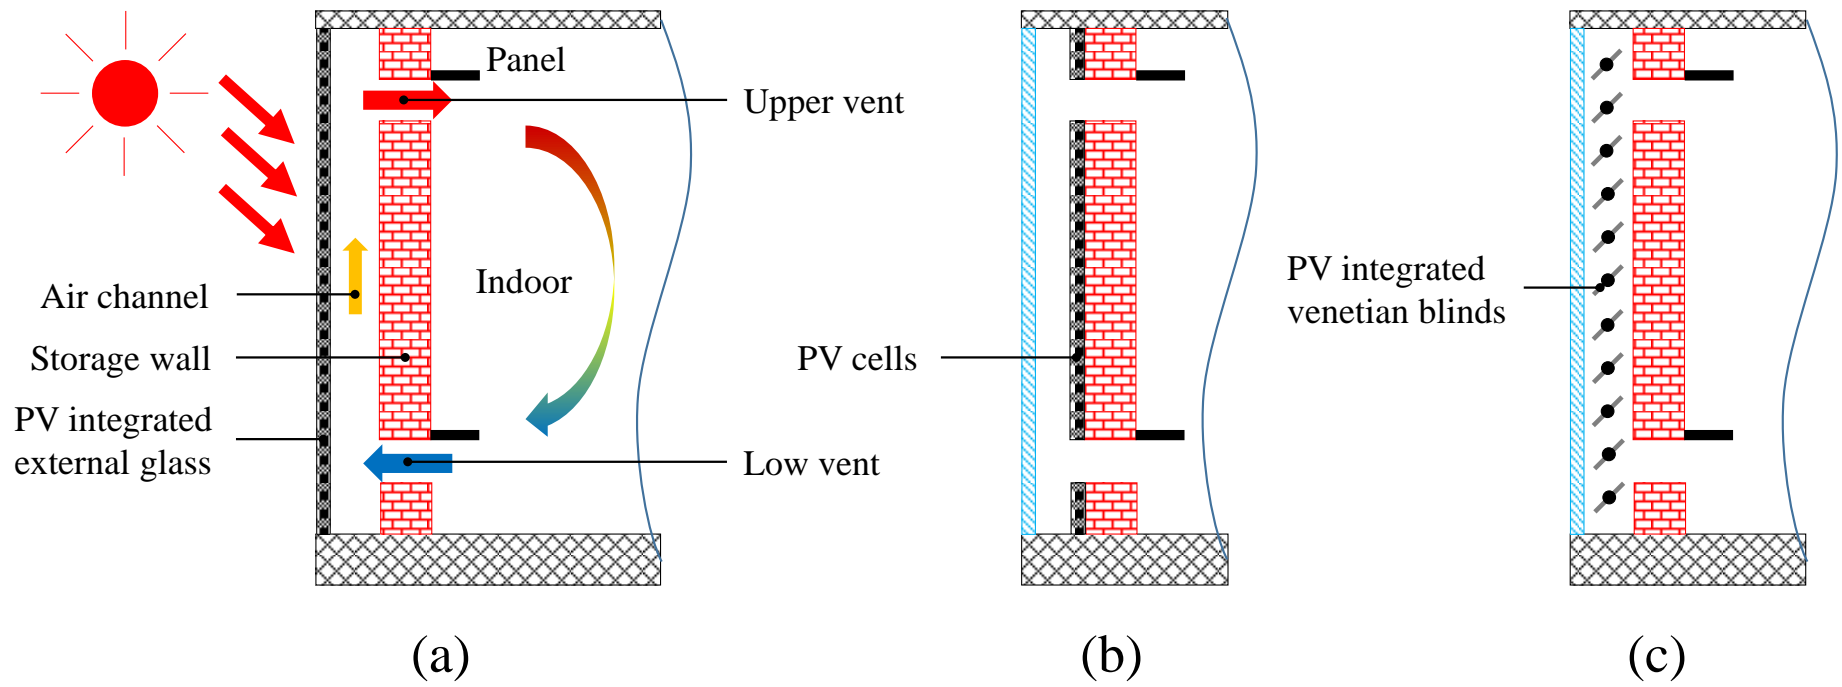 Panel
Upper vent
Indoor
Air channel
Storage wall
PV integrated
external glass
Low vent
(a)
PV cells
(b)
PV integrated
venetian blinds
(c)